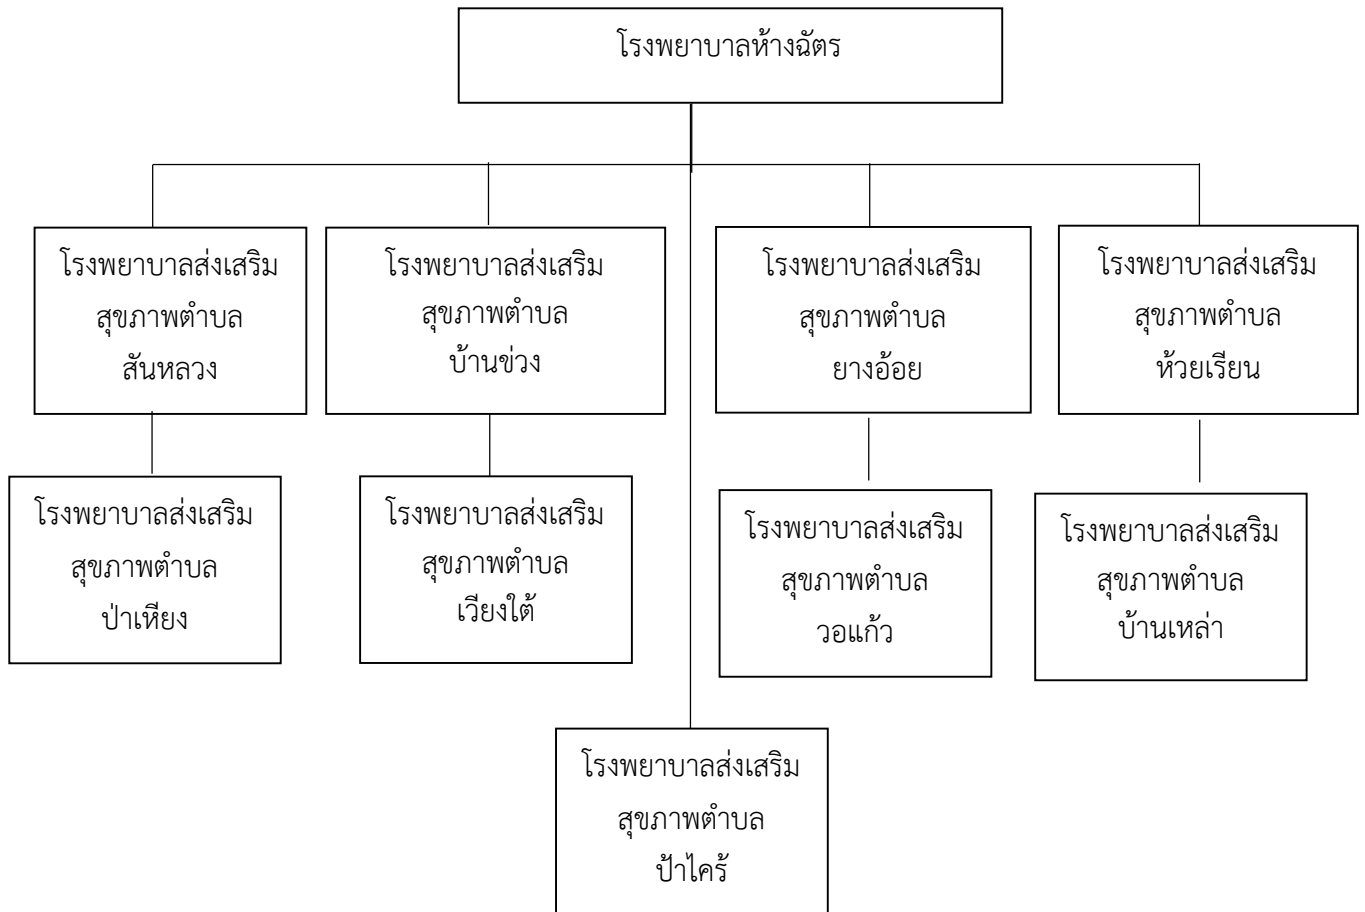 โรงพยาบาลห้างฉัตร
โรงพยาบาลส่งเสริม
สุขภาพตำบล
สันหลวง
โรงพยาบาลส่งเสริม
สุขภาพตำบล
บ้านข่วง
โรงพยาบาลส่งเสริม
สุขภาพตำบล
ยางอ้อย
โรงพยาบาลส่งเสริม
สุขภาพตำบล
ห้วยเรียน
โรงพยาบาลส่งเสริม
สุขภาพตำบล
ป่าเหียง
โรงพยาบาลส่งเสริม
สุขภาพตำบล
เวียงใต้
โรงพยาบาลส่งเสริม
สุขภาพตำบล
วอแก้ว
โรงพยาบาลส่งเสริม
สุขภาพตำบล
บ้านเหล่า
โรงพยาบาลส่งเสริม
สุขภาพตำบล
ป้าไคร้